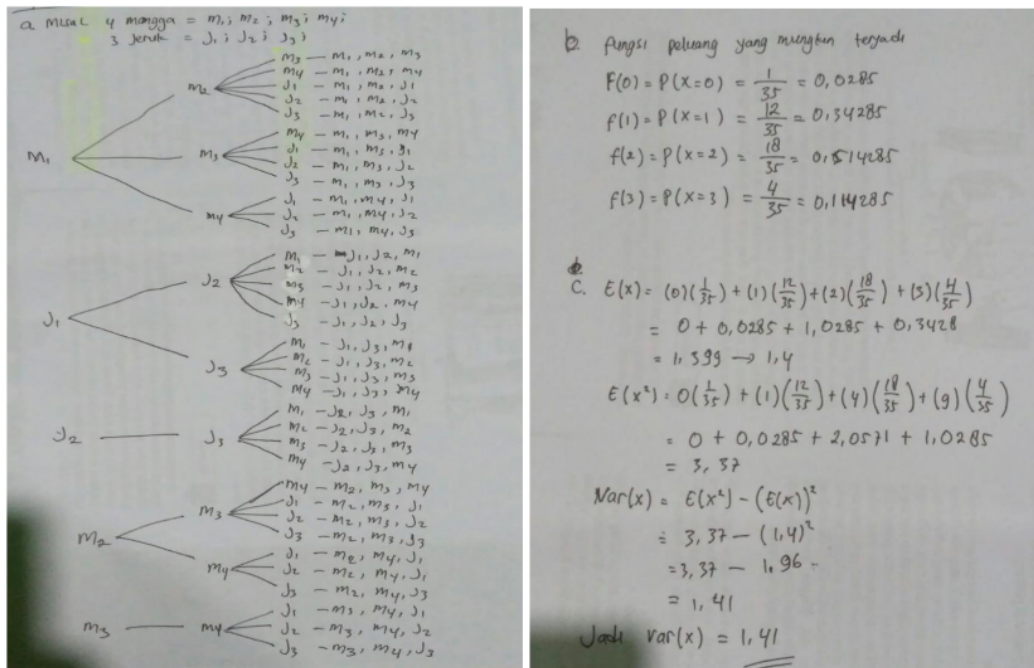 a Misal 4 mangga = m1; m2; m3; m4;
3 Jeruk = J1; J2; J3;
M1
m2
m3 – m1, m2, m3
m4 – m1, m2, m4
J1 – m1, m2, J1
J2 – m1, m2, J2
J3 – m1, m2, J3
m3
m4 – m1, m3, m4
J1 – m1, m3, J1
J2 – m1, m3, J2
J3 – m1, m3, J3
m4
J1 – m1, m4, J1
J2 – m1, m4, J2
J3 – m1, m4, J3
J1
J2
m1 – J1, J2, m1
m2 – J1, J2, m2
m3 – J1, J2, m3
m4 – J1, J2, m4
J3 – J1, J2, J3
J3
m1 – J1, J3, m1
m2 – J1, J3, m2
m3 – J1, J3, m3
m4 – J1, J3, m4
J2
J3
m1 – J2, J3, m1
m2 – J2, J3, m2
m3 – J2, J3, m3
m4 – J2, J3, m4
M2
m3
m4 – m2, m3, m4
J1 – m2, m3, J1
J2 – m2, m3, J2
J3 – m2, m3, J3
m4
J1 – m2, m4, J1
J2 – m2, m4, J1
J3 – m2, m4, J3
m3
m4
J1 – m3, m4, J1
J2 – m3, m4, J2
J3 – m3, m4, J3
b. fungsi peluang yang mungkin terjadi
F(0) = P(X=0) = 1/35 = 0,0285
f(1) = P(X=1) = 12/35 = 0,34285
f(2) = P(X=2) = 18/35 = 0,514285
f(3) = P(X=3) = 4/35 = 0,114285
C. E(x) = (0)(1/35) + (1)(12/35) + (2)(18/35) + (3)(4/35)
= 0 + 0,0285 + 1,0285 + 0,3428
= 1,399 → 1,4
E(x²) = 0(1/35) + (1)(12/35) + (4)(18/35) + (9)(4/35)
= 0 + 0,0285 + 2,0571 + 1,0285
= 3,37
Var(x) = E(x²) – (E(x))²
= 3,37 – (1,4)²
= 3,37 – 1,96
= 1,41
Jadi Var(x) = 1,41